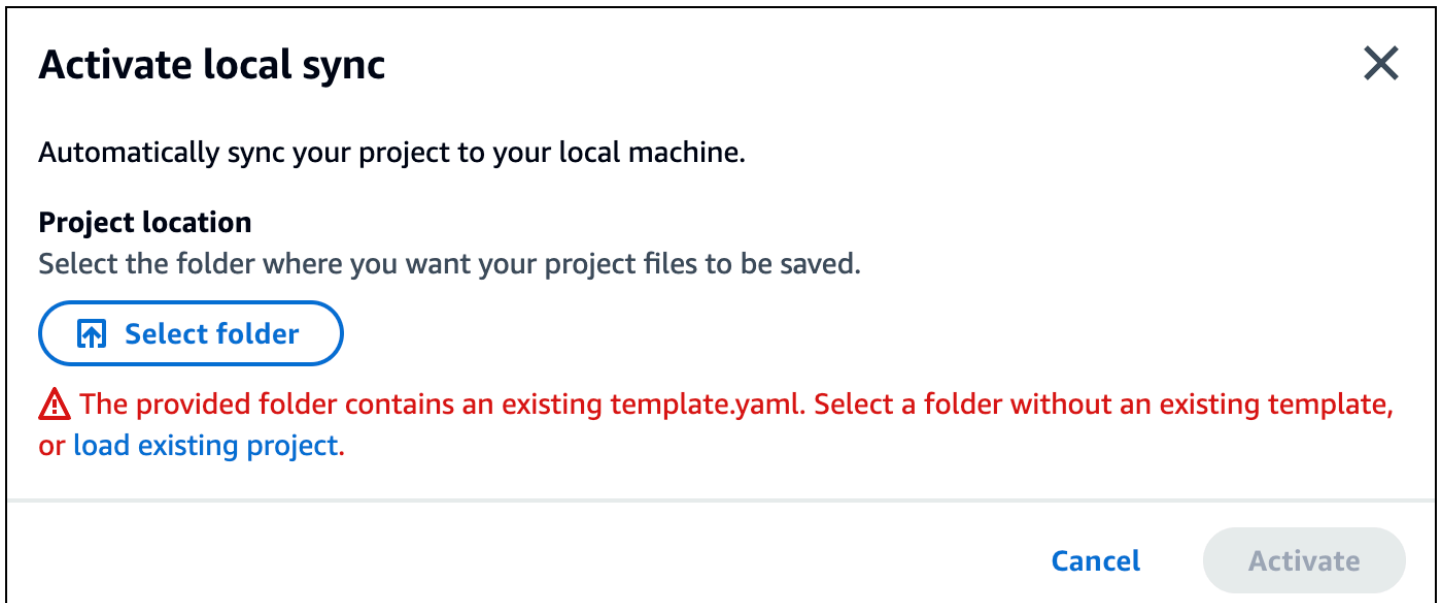 Activate local sync
Automatically sync your project to your local machine.
Project location
Select the folder where you want your project files to be saved.
Select folder
The provided folder contains an existing template.yaml. Select a folder without an existing template,
or load existing project.
Cancel
Activate